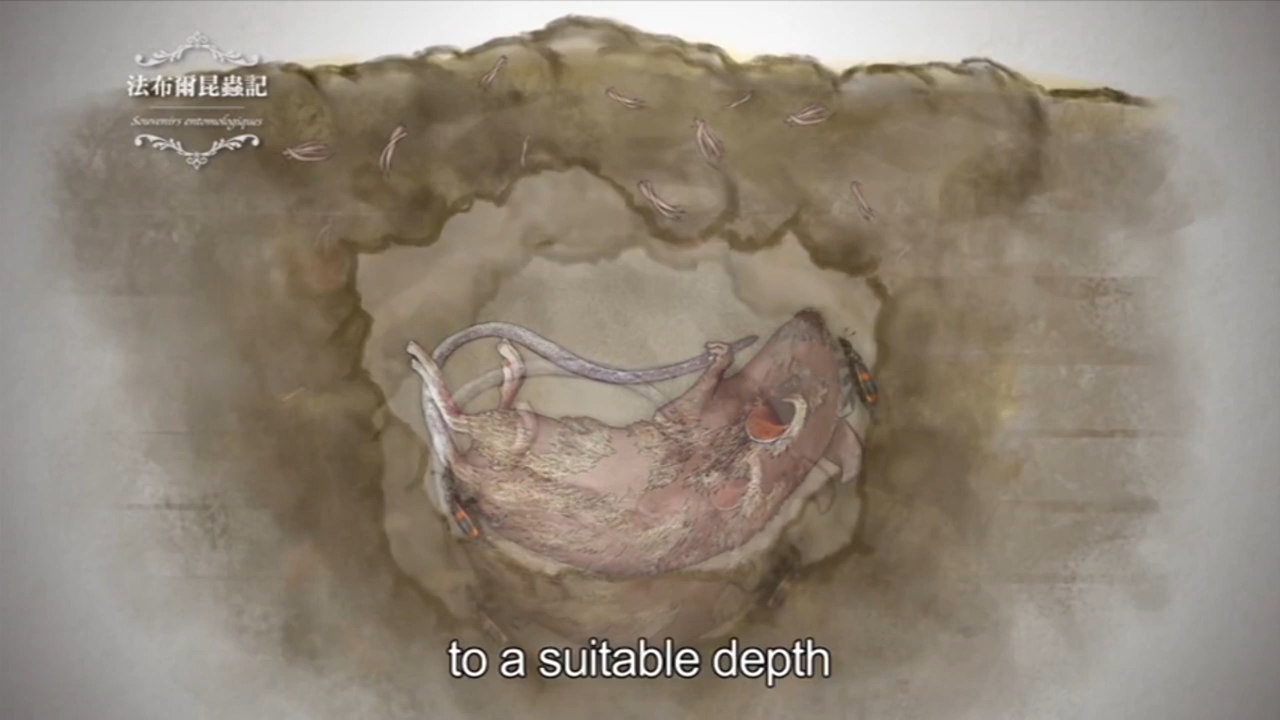 法布爾昆蟲記
Souvenirs entomologiques
to a suitable depth